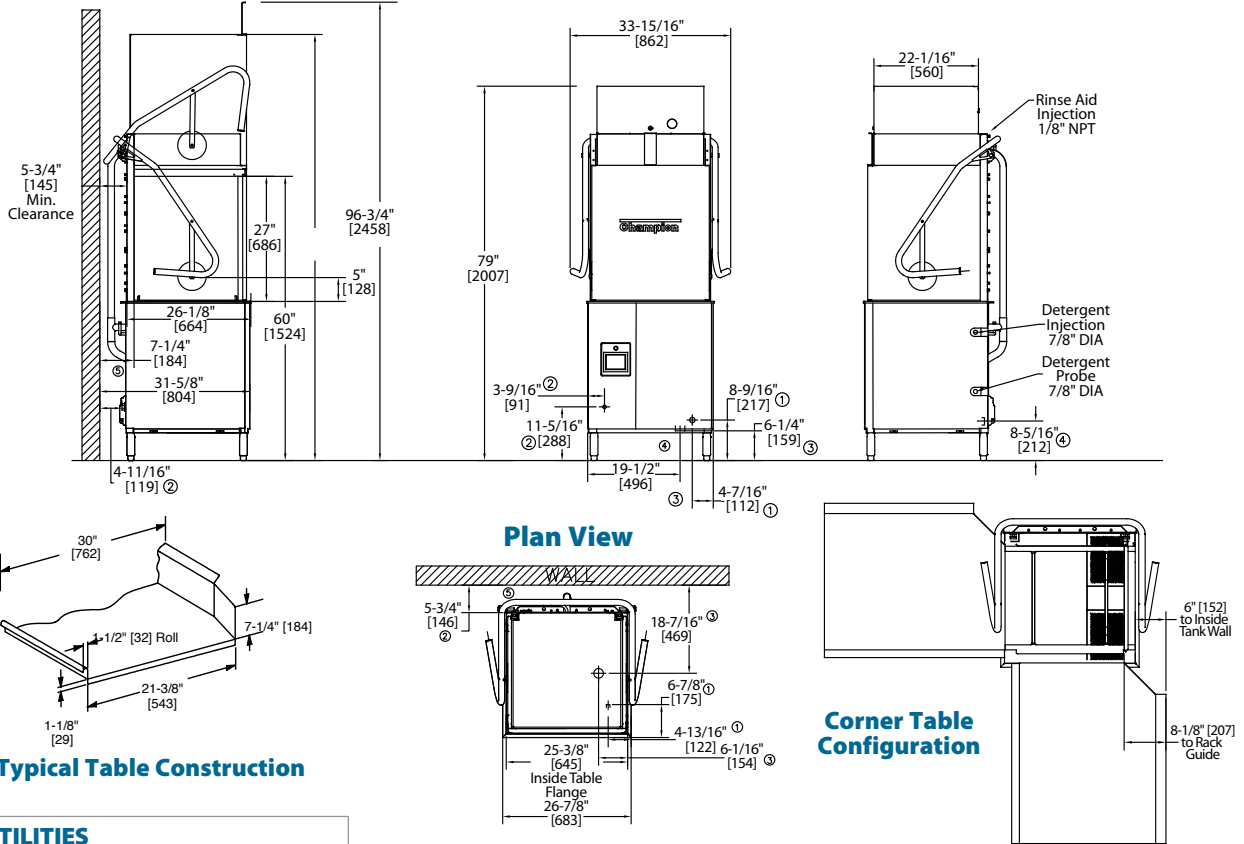 5-3/4"
[145]
Min.
Clearance
27"
[686]
5"
[128]
96-3/4"
[2458]
26-1/8"
[664]
60"
[1524]
7-1/4"
[184]
⑤
31-5/8"
[804]
4-11/16"
[119] ②
33-15/16"
[862]
79"
[2007]
Champion
3-9/16" ②
[91]
11-5/16"
② [288]
8-9/16"
[217] ①
6-1/4"
[159] ③
④
19-1/2"
[496]
③
4-7/16"
[112] ①
22-1/16"
[560]
Rinse Aid
Injection
1/8" NPT
Detergent
Injection
7/8" DIA
Detergent
Probe
7/8" DIA
8-5/16"
[212] ④
30"
[762]
1-1/2" [32] Roll
7-1/4" [184]
21-3/8"
[543]
1-1/8"
[29]
Typical Table Construction
Plan View
WALL
⑤
5-3/4"
[146]
②
18-7/16" ③
[469]
6-7/8" ①
[175]
4-13/16" ①
[122]
6-1/16"
[154] ③
25-3/8"
[645]
Inside Table
Flange
26-7/8"
[683]
6" [152]
to Inside
Tank Wall
Corner Table
Configuration
8-1/8" [207]
to Rack
Guide
TILITIES